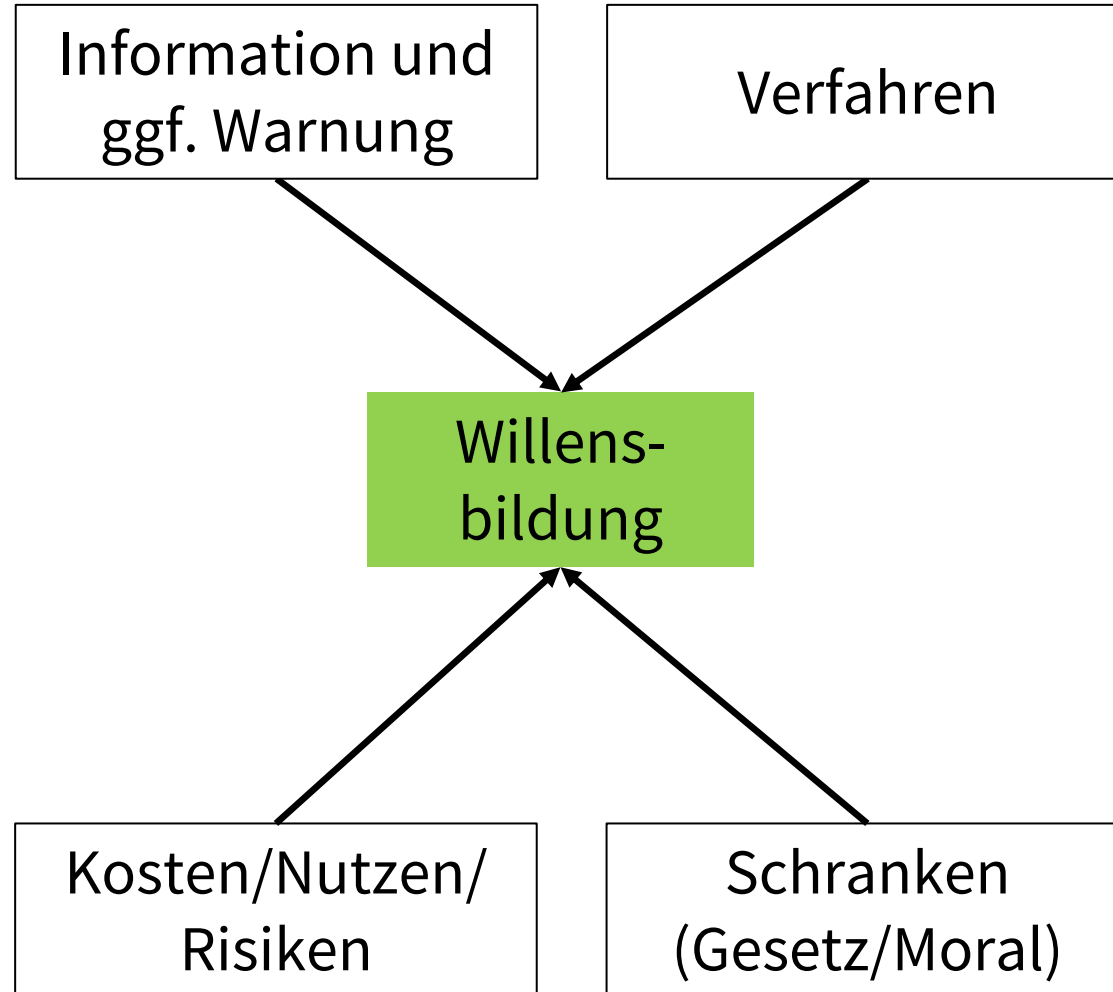 Information und
ggf. Warnung
Verfahren
Willens-
bildung
Kosten/Nutzen/
Risiken
Schranken
(Gesetz/Moral)